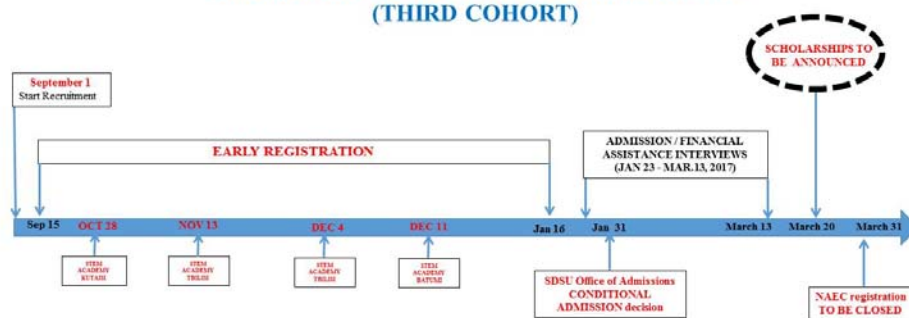 (THIRD COHORT)
SCHOLARSHIPS TO
BE ANNOUNCED
September 1
Start Recruitment
EARLY REGISTRATION
ADMISSION / FINANCIAL
ASSISTANCE INTERVIEWS
(JAN 23 - MAR.13, 2017)
Sep 15 OCT 28 NOV 13 DEC 4 DEC 11 Jan 16 Jan 31 March 13 March 20 March 31
STEM
ACADEMY
KUTAISI
STEM
ACADEMY
TBILISI
STEM
ACADEMY
TBILISI
STEM
ACADEMY
BATUMI
SDSU Office of Admissions
CONDITIONAL
ADMISSION decision
NAEC registration
TO BE CLOSED